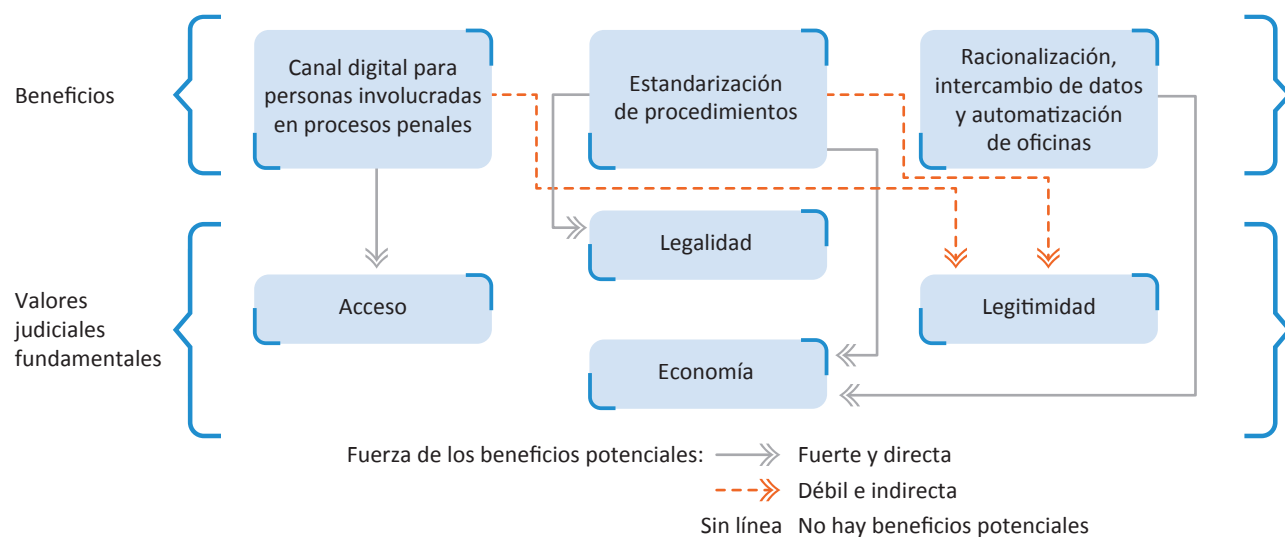 Beneficios
Canal digital para
personas involucradas
en procesos penales
Estandarización
de procedimientos
Racionalización,
intercambio de datos
y automatización
de oficinas
Valores
judiciales
fundamentales
Acceso
Legalidad
Economía
Legitimidad
Fuerza de los beneficios potenciales:
Fuerte y directa
Débil e indirecta
Sin línea No hay beneficios potenciales